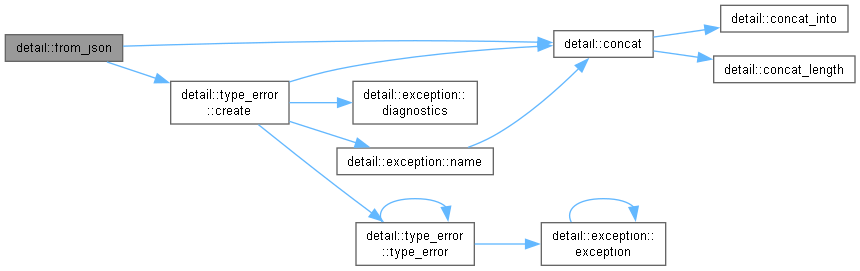 detail::from_json
detail::type_error
::create
detail::concat
detail::concat_into
detail::concat_length
detail::exception::
diagnostics
detail::exception::name
detail::type_error
::type_error
detail::exception::
exception